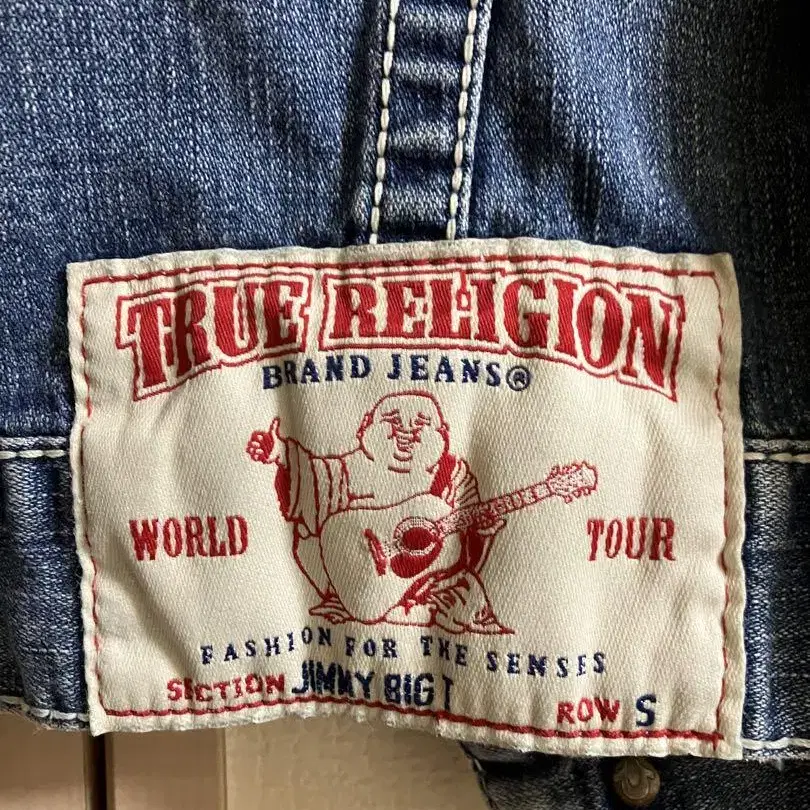 TRUE RELIGION
BRAND JEANS®
WORLD TOUR
FASHION FOR THE SENSES
SECTION JIMMY BIG T ROW S